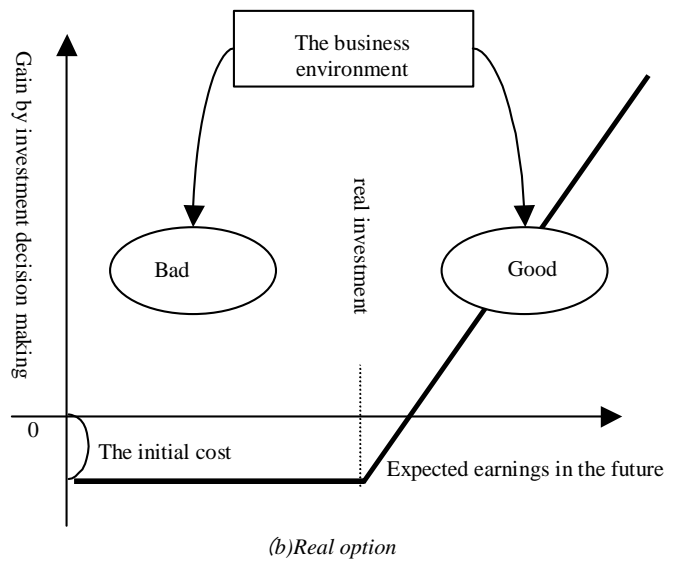 The business
environment
Gain by investment decision making
real investment
Bad
Good
0
The initial cost
Expected earnings in the future
(b)Real option